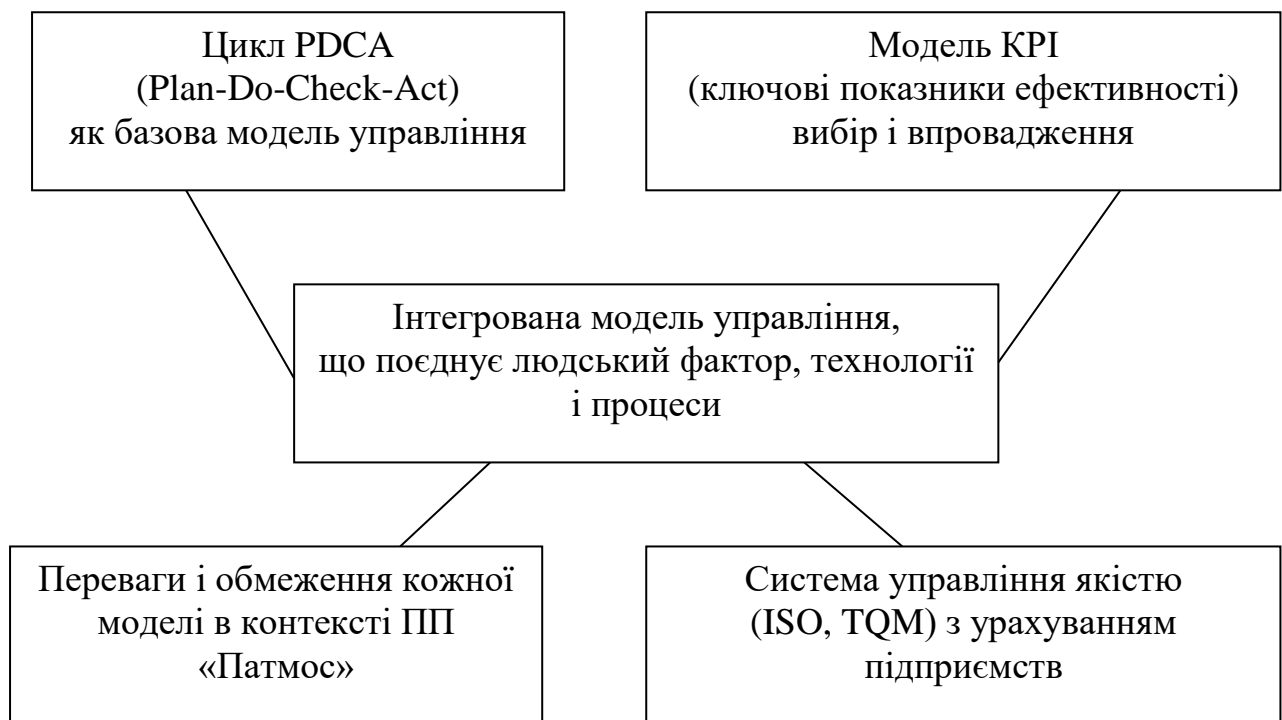 Цикл PDCA
(Plan-Do-Check-Act)
як базова модель управління
Модель КРІ
(ключові показники ефективності)
вибір і впровадження
Інтегрована модель управління,
що поєднує людський фактор, технології
і процеси
Переваги і обмеження кожної
моделі в контексті ПП
«Патмос»
Система управління якістю
(ISO, TQM) з урахуванням
підприємств